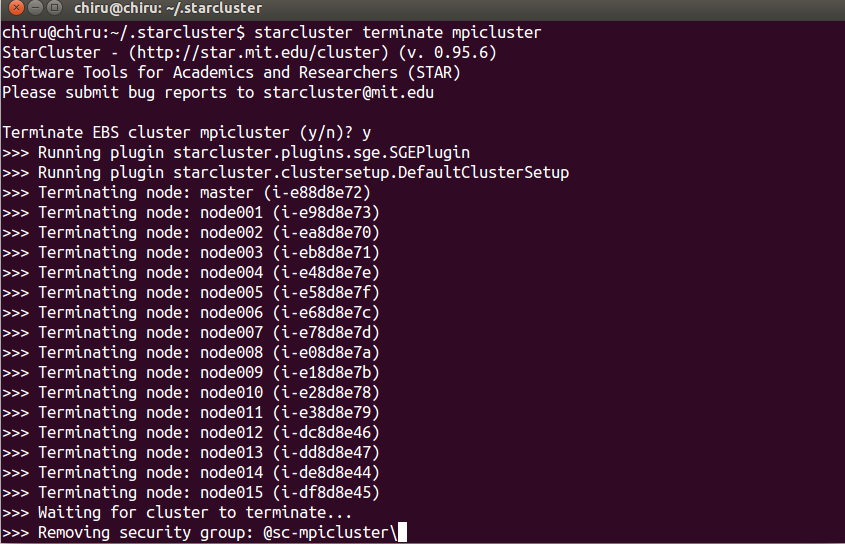 chiru@chiru: ~/.starcluster
chiru@chiru:~/.starcluster$ starcluster terminate mpicluster
StarCluster - (http://star.mit.edu/cluster) (v. 0.95.6)
Software Tools for Academics and Researchers (STAR)
Please submit bug reports to starcluster@mit.edu
Terminate EBS cluster mpicluster (y/n)? y
>>> Running plugin starcluster.plugins.sge.SGEPlugin
>>> Running plugin starcluster.clustersetup.DefaultClusterSetup
>>> Terminating node: master (i-e88d8e72)
>>> Terminating node: node001 (i-e98d8e73)
>>> Terminating node: node002 (i-ea8d8e70)
>>> Terminating node: node003 (i-eb8d8e71)
>>> Terminating node: node004 (i-e48d8e7e)
>>> Terminating node: node005 (i-e58d8e7f)
>>> Terminating node: node006 (i-e68d8e7c)
>>> Terminating node: node007 (i-e78d8e7d)
>>> Terminating node: node008 (i-e08d8e7a)
>>> Terminating node: node009 (i-e18d8e7b)
>>> Terminating node: node010 (i-e28d8e78)
>>> Terminating node: node011 (i-e38d8e79)
>>> Terminating node: node012 (i-dc8d8e46)
>>> Terminating node: node013 (i-dd8d8e47)
>>> Terminating node: node014 (i-de8d8e44)
>>> Terminating node: node015 (i-df8d8e45)
>>> Waiting for cluster to terminate...
>>> Removing security group: @sc-mpicluster\